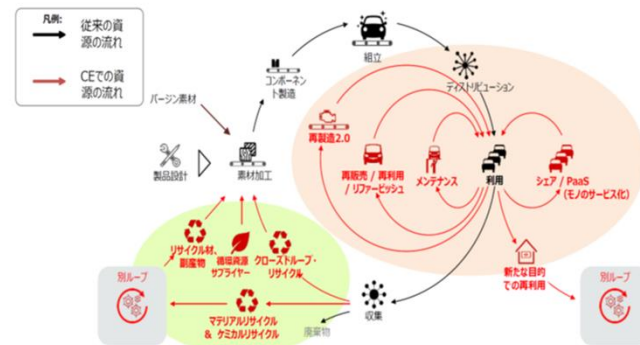 凡例:
従来の資
源の流れ
CEでの資
源の流れ
組立
コンポーネン
ト製造
ディストリビューション
バージン素材
再製造2.0
製品設計
素材加工
再販売 / 再利用
/ リファービッシュ
メンテナンス
利用
シェア / PaaS
（モノのサービス化）
リサイクル材、
副産物
循環資源
サプライヤー
クローズドループ・
リサイクル
新たな目的
での再利用
別ループ
別ループ
マテリアルリサイクル
& ケミカルリサイクル
収集
廃棄物